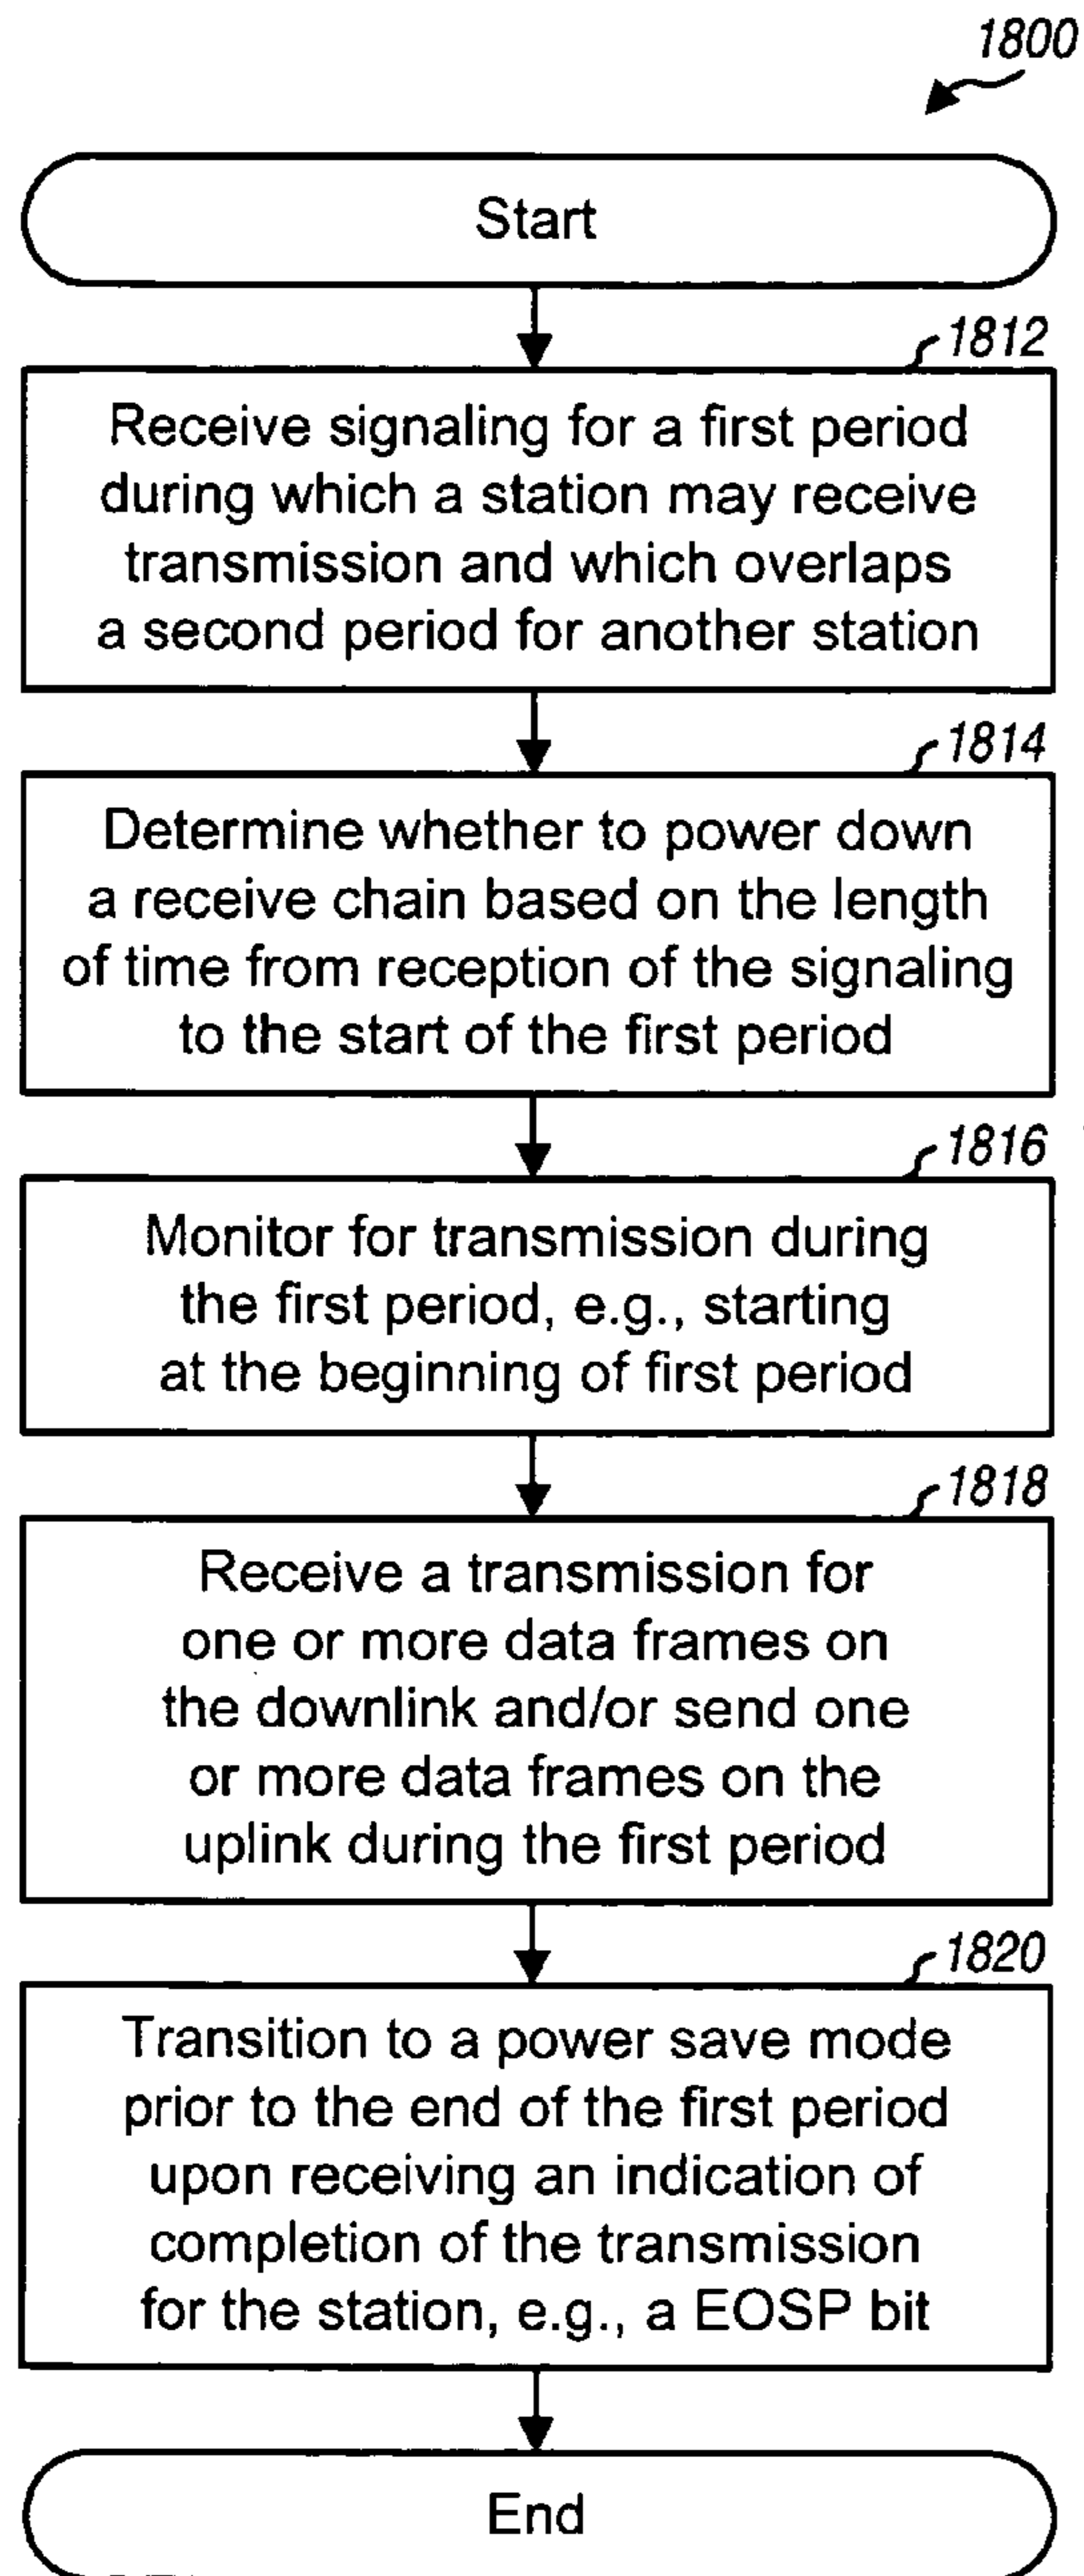 1800
Start
1812
Receive signaling for a first period
during which a station may receive
transmission and which overlaps
a second period for another station
1814
Determine whether to power down
a receive chain based on the length
of time from reception of the signaling
to the start of the first period
1816
Monitor for transmission during
the first period, e.g., starting
at the beginning of first period
1818
Receive a transmission for
one or more data frames on
the downlink and/or send one
or more data frames on the
uplink during the first period
1820
Transition to a power save mode
prior to the end of the first period
upon receiving an indication of
completion of the transmission
for the station, e.g., a EOSP bit
End